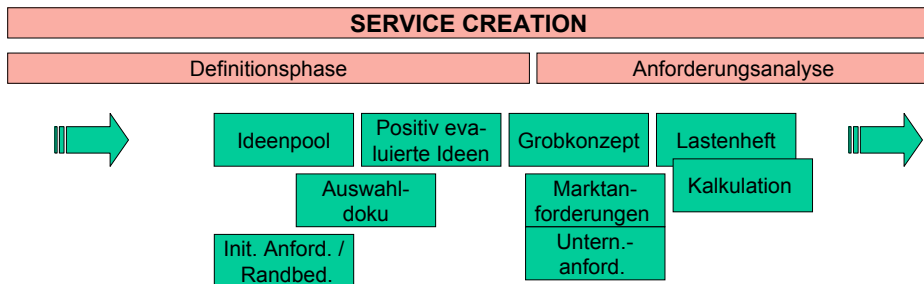 SERVICE CREATION
Definitionsphase
Anforderungsanalyse
Ideenpool
Positiv eva-
luierte Ideen
Grobkonzept
Lastenheft
Auswahl-
doku
Marktan-
forderungen
Kalkulation
Init. Anford. /
Randbed.
Untern.-
anford.